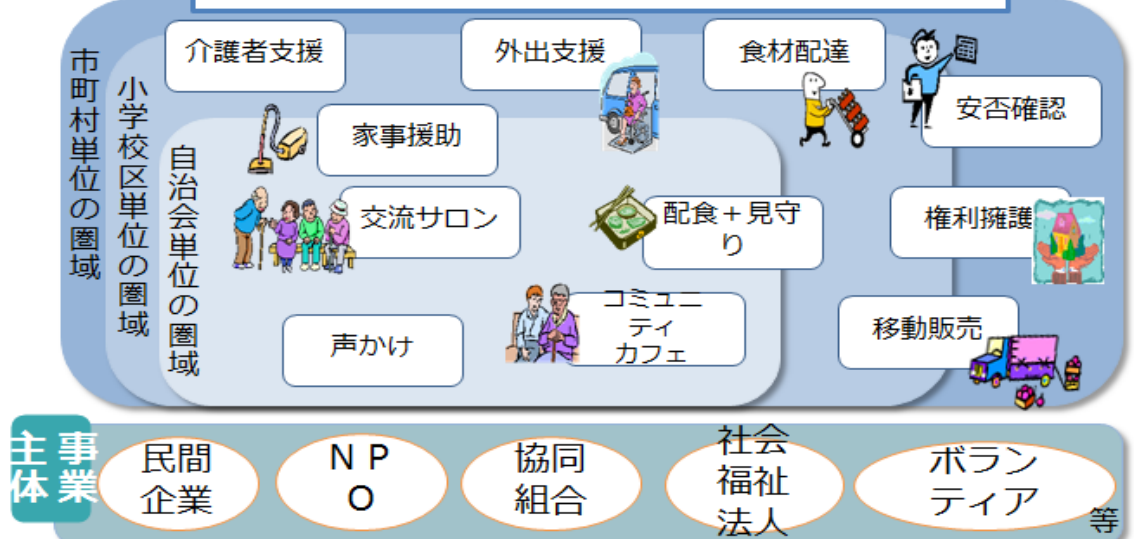 市町村単位の圏域
小学校区単位の圏域
自治会単位の圏域
介護者支援
外出支援
食材配達
安否確認
家事援助
交流サロン
配食＋見守
り
権利擁護
声かけ
コミュニ
ティ
カフェ
移動販売
事業
主体
民間
企業
ＮＰ
Ｏ
協同
組合
社会
福祉
法人
ボラン
ティア
等